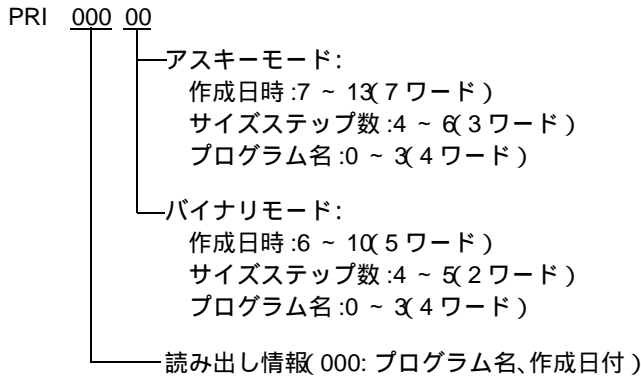 PRI 000 00
アスキーモード:
作成日時:7 ~ 13(7ワード)
サイズステップ数:4 ~ 6(3ワード)
プログラム名:0 ~ 3(4ワード)
バイナリモード:
作成日時:6 ~ 10(5ワード)
サイズステップ数:4 ~ 5(2ワード)
プログラム名:0 ~ 3(4ワード)
読み出し情報(000:プログラム名、作成日付)